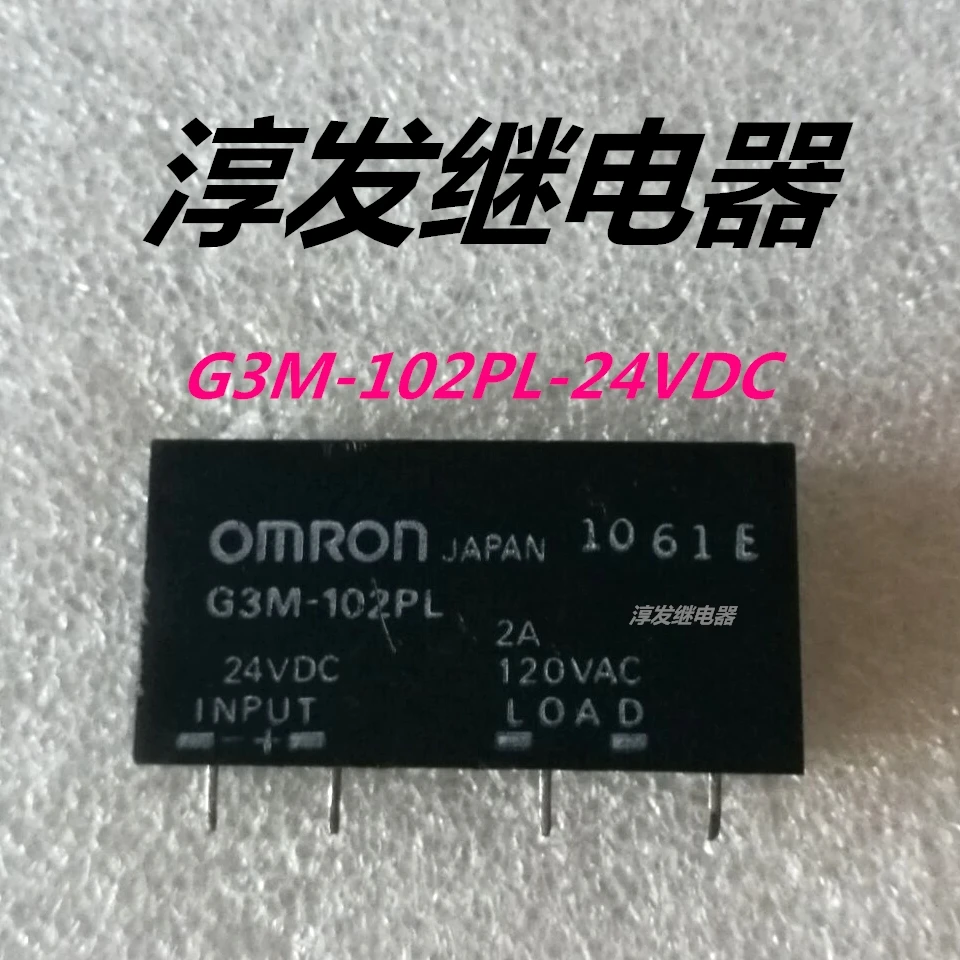 淳发继电器
G3M-102PL-24VDC
OMRON JAPAN 1061E
G3M-102PL
淳发继电器
2A
24VDC 120VAC
INPUT LOAD
- +